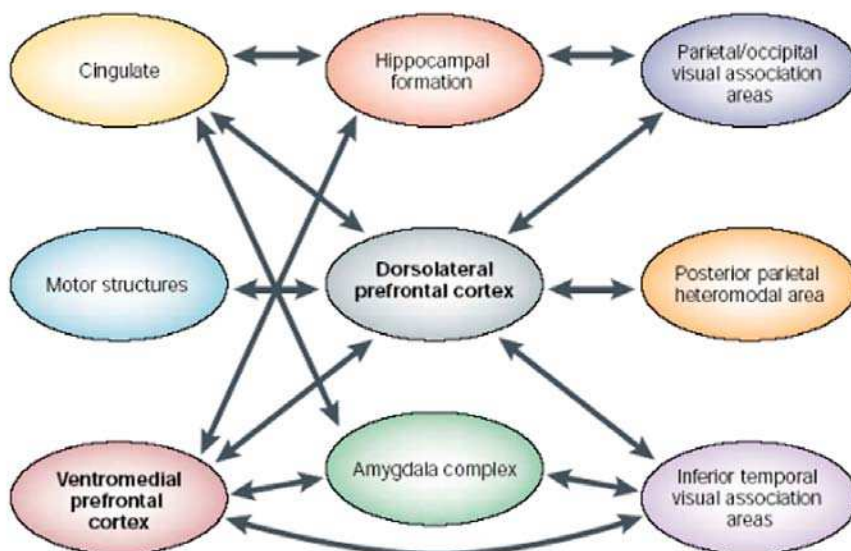 Cingulate
Hippocampal
formation
Parietal/occipital
visual association
areas
Motor structures
Dorsolateral
prefrontal cortex
Posterior parietal
heteromodal area
Ventromedial
prefrontal
cortex
Amygdala complex
Inferior temporal
visual association
areas